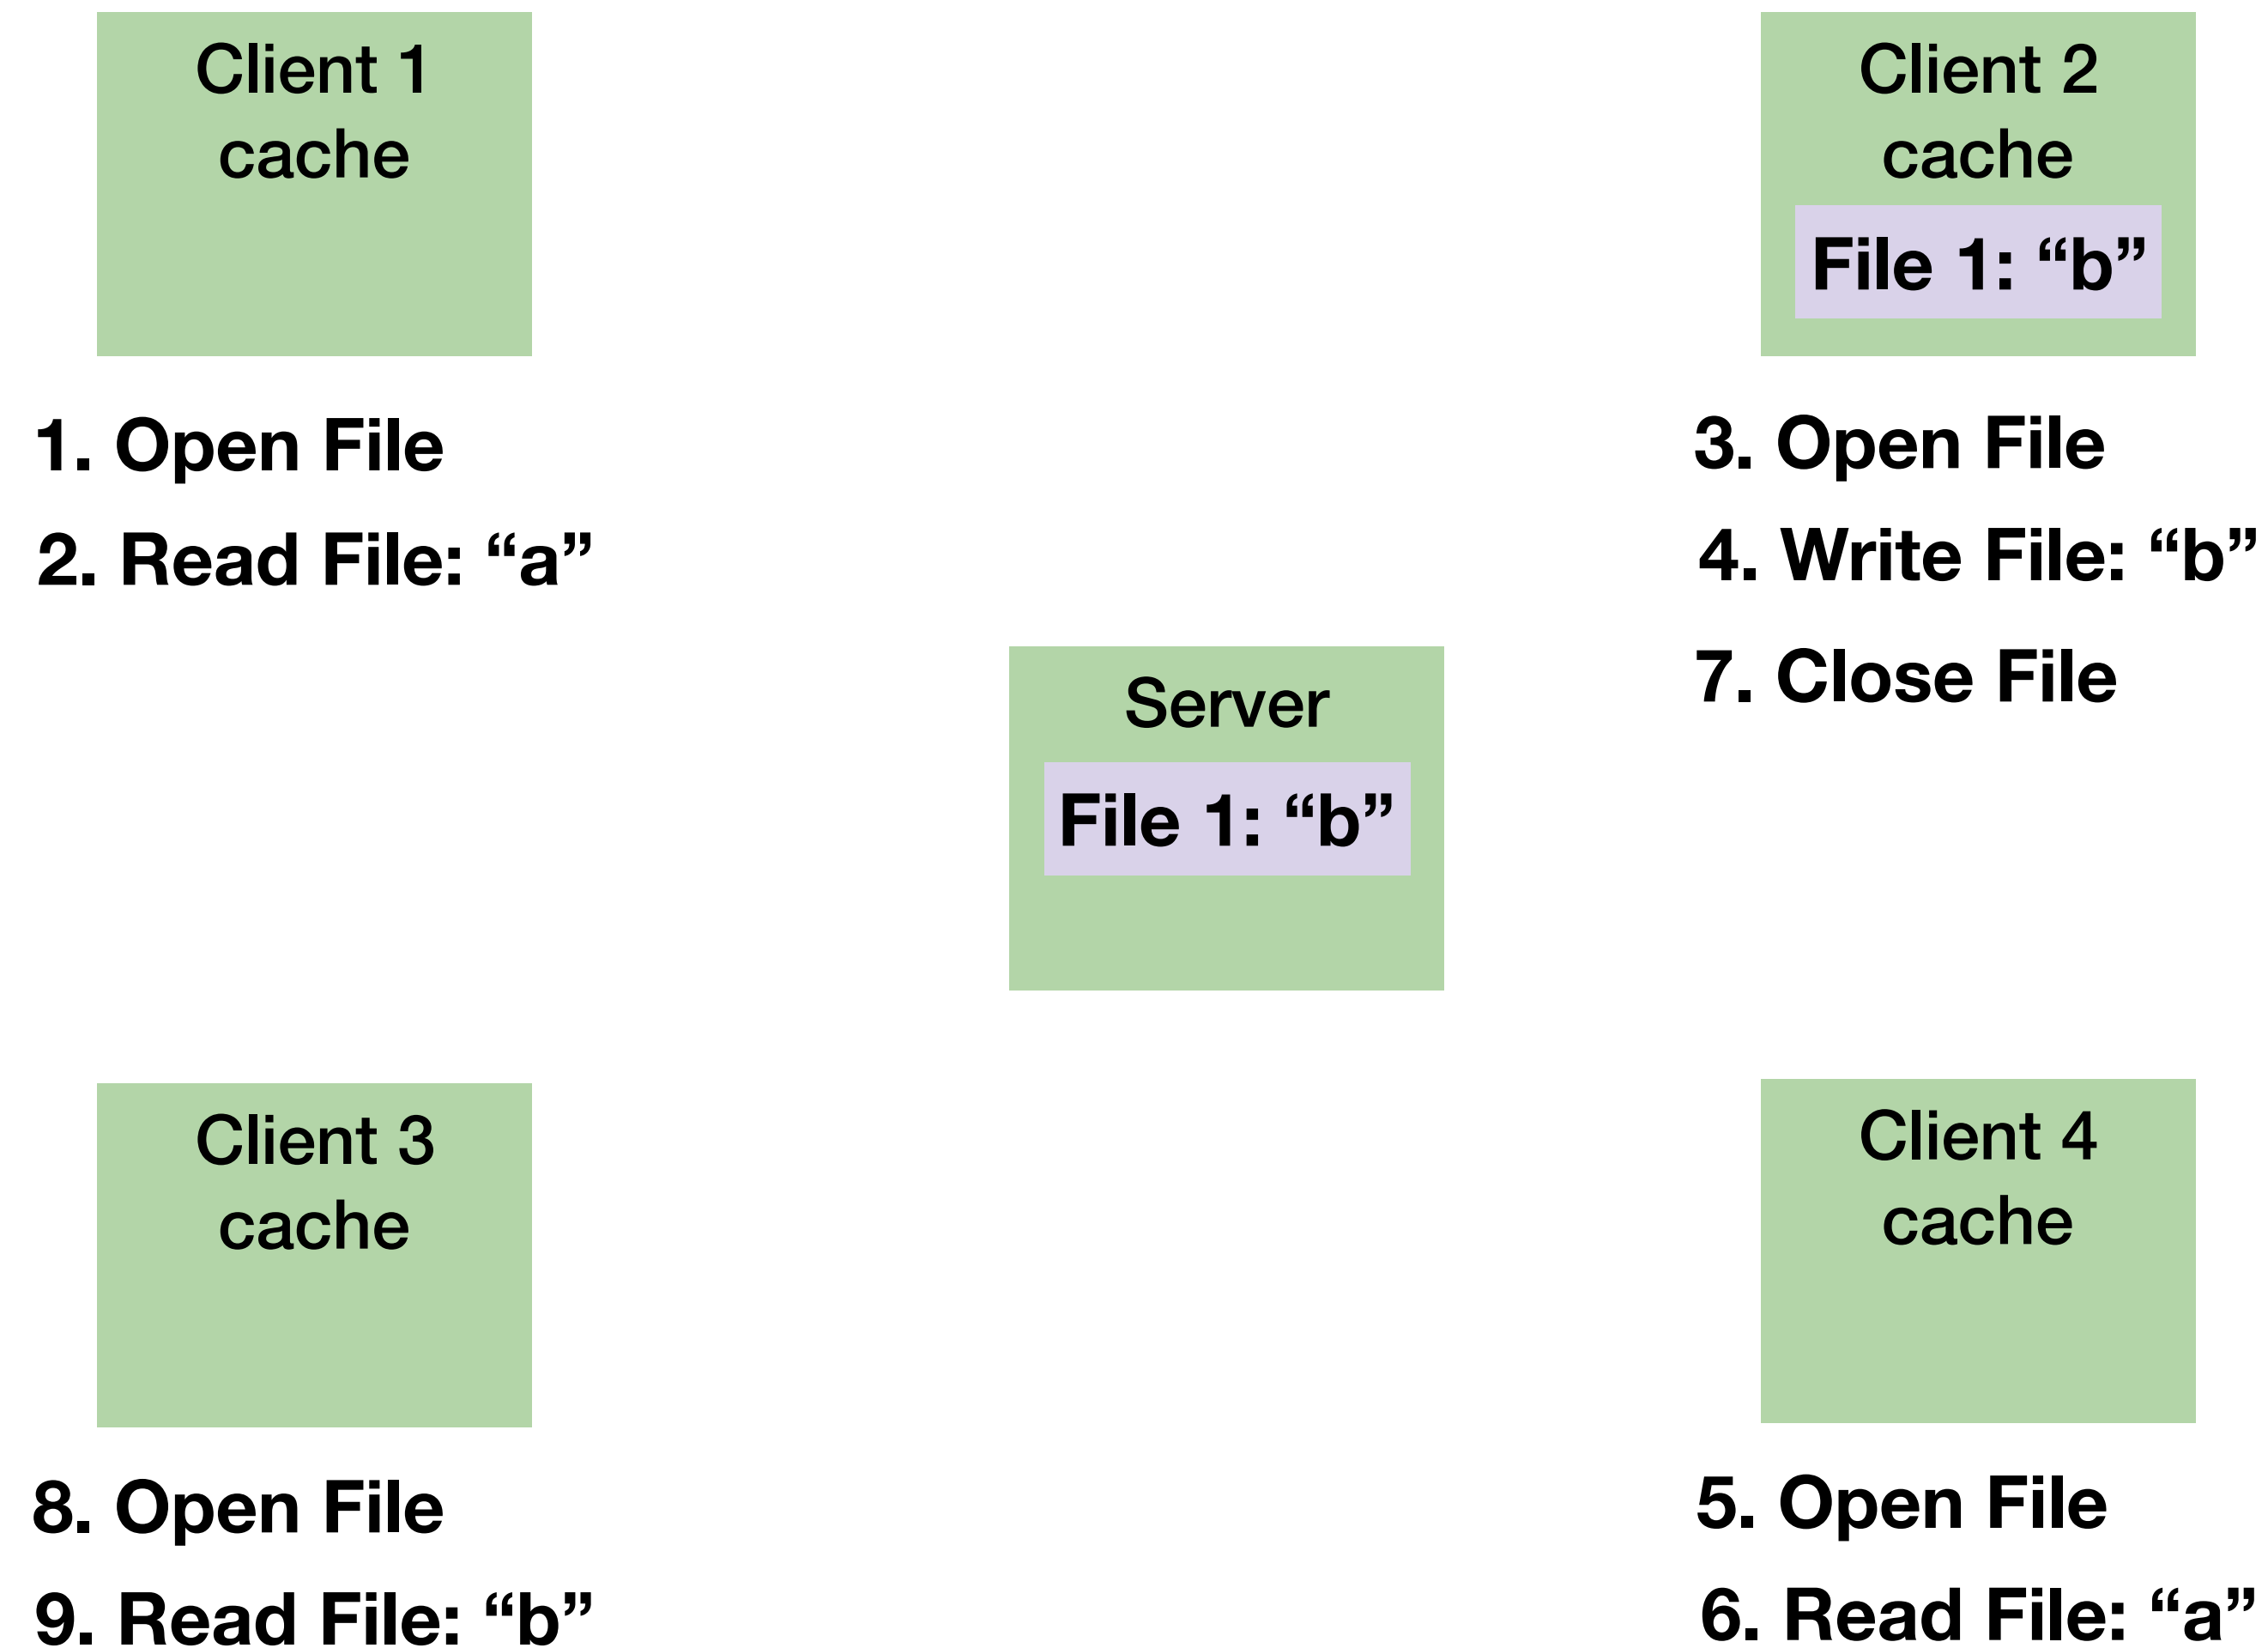 Client 1
cache
1. Open File
2. Read File: “a”
Client 2
cache
File 1: “b”
3. Open File
4. Write File: “b”
7. Close File
Server
File 1: “b”
Client 3
cache
8. Open File
9. Read File: “b”
Client 4
cache
5. Open File
6. Read File: “a”